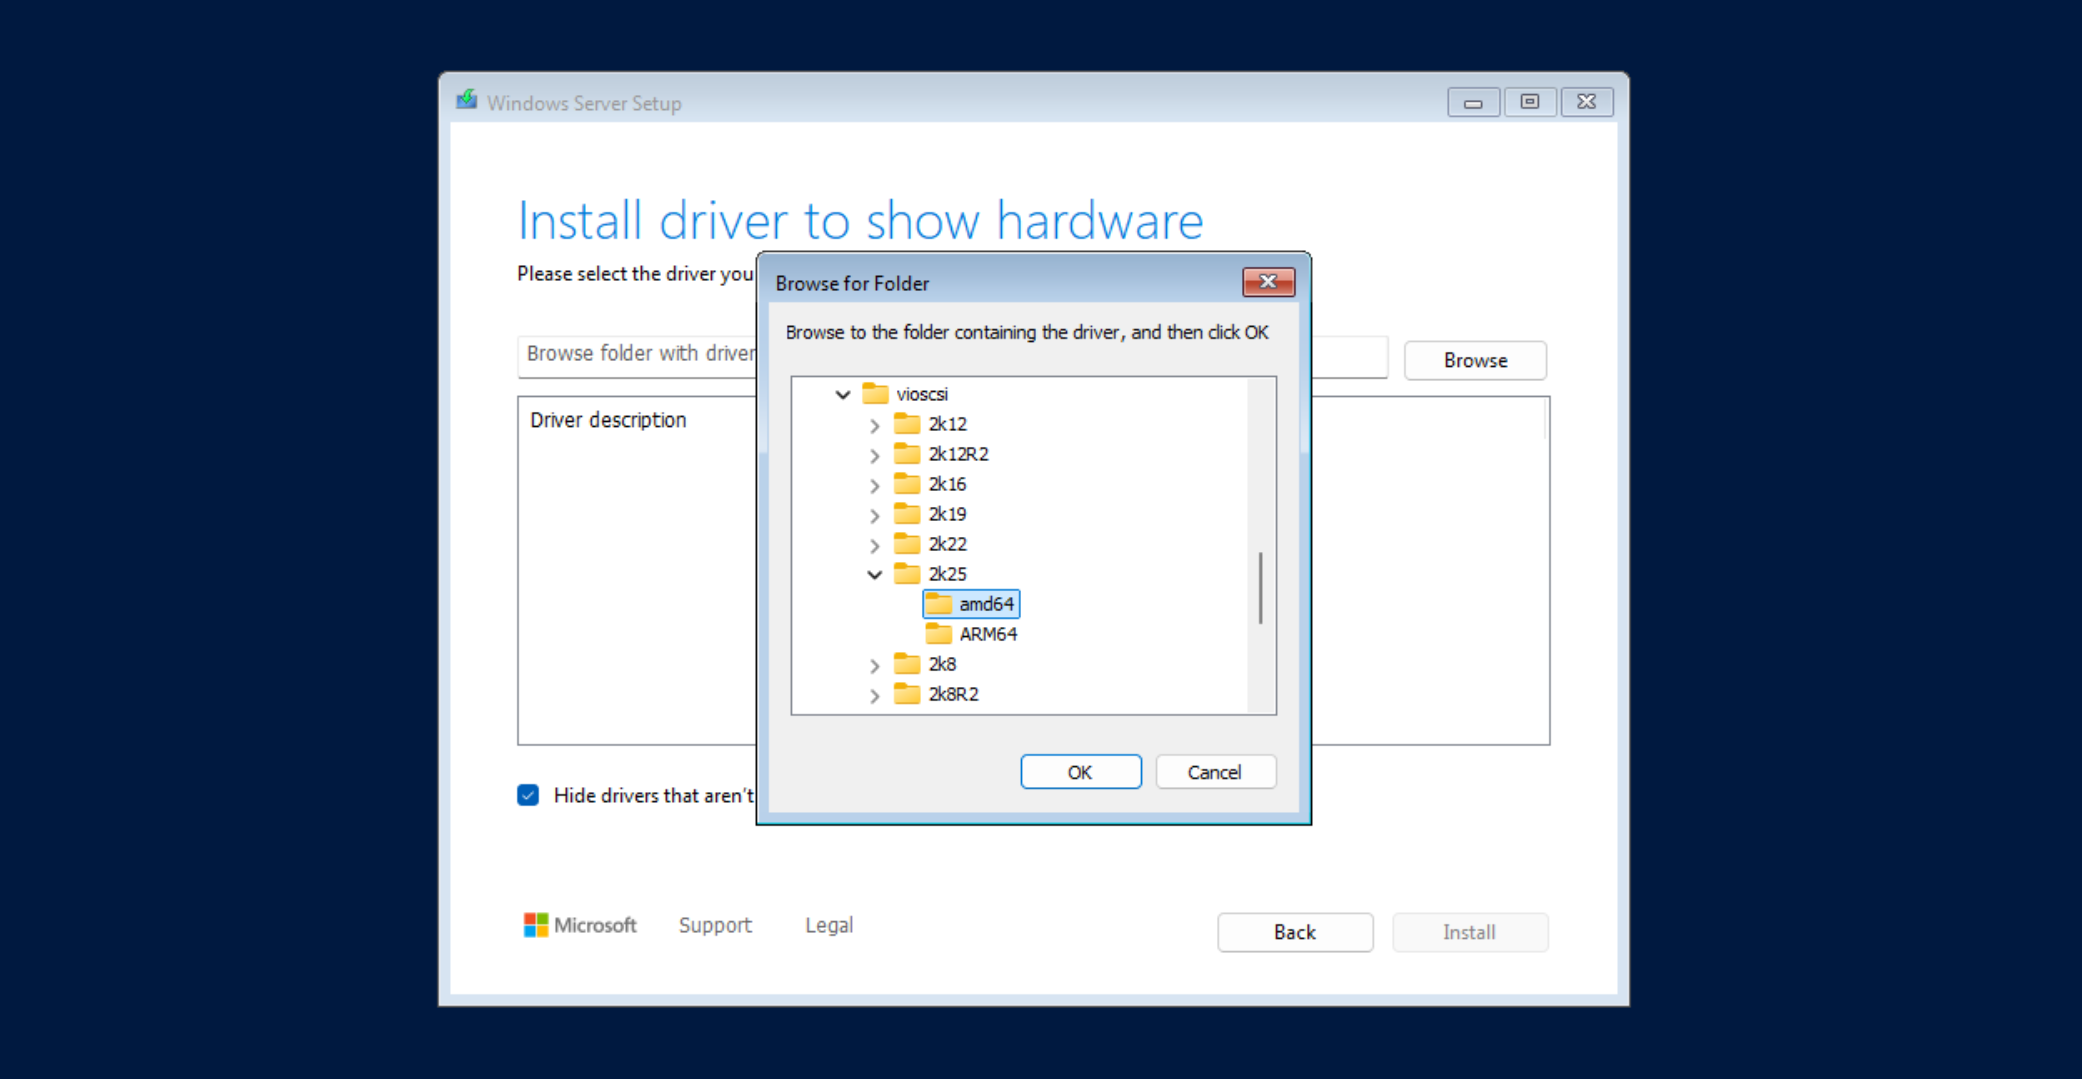 Windows Server Setup
Install driver to show hardware
Please select the driver you
Browse folder with driver
Browse
Driver description
Browse for Folder
Browse to the folder containing the driver, and then click OK
vioscsi
2k12
2k12R2
2k16
2k19
2k22
2k25
amd64
ARM64
2k8
2k8R2
OK
Cancel
Hide drivers that aren't
Microsoft
Support
Legal
Back
Install